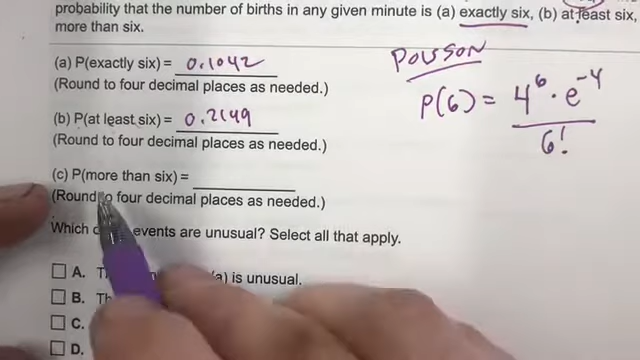 probability that the number of births in any given minute is (a) exactly six, (b) at least six,
more than six.
(a) P(exactly six) = 0.1042
(Round to four decimal places as needed.)
(b) P(at least six) = 0.2149
(Round to four decimal places as needed.)
(c) P(more than six) =
(Round to four decimal places as needed.)
Which events are unusual? Select all that apply.
A. (a) is unusual.
B.
C.
D.
POISSON
P(6) = 4^6 · e^-4 / 6!